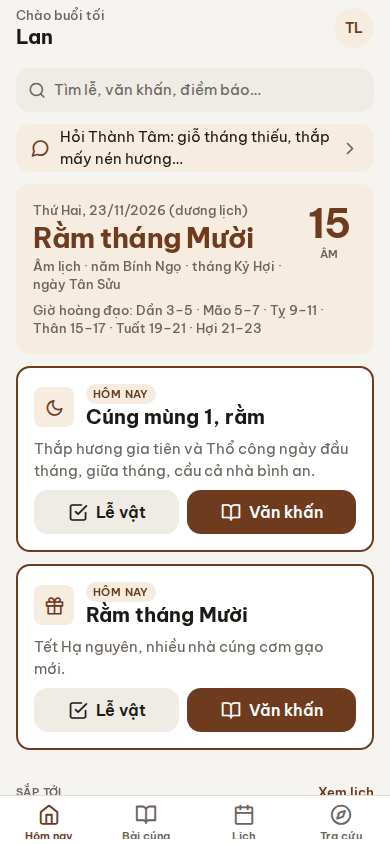 Chào buổi tối
Lan
TL
Tìm lễ, văn khấn, điềm báo...
Hỏi Thành Tâm: giỗ tháng thiếu, thắp
mấy nén hương...
Thứ Hai, 23/11/2026 (dương lịch)
Rằm tháng Mười
15
ÂM
Âm lịch · năm Bính Ngọ · tháng Kỷ Hợi ·
ngày Tân Sửu
Giờ hoàng đạo: Dần 3–5 · Mão 5–7 · Tỵ 9–11 ·
Thân 15–17 · Tuất 19–21 · Hợi 21–23
HÔM NAY
Cúng mùng 1, rằm
Thắp hương gia tiên và Thổ công ngày đầu
tháng, giữa tháng, cầu cả nhà bình an.
Lễ vật
Văn khấn
HÔM NAY
Rằm tháng Mười
Tết Hạ nguyên, nhiều nhà cúng cơm gạo
mới.
Lễ vật
Văn khấn
SẮP TỚI
Xem lịch
Hôm nay
Bài cúng
Lịch
Tra cứu